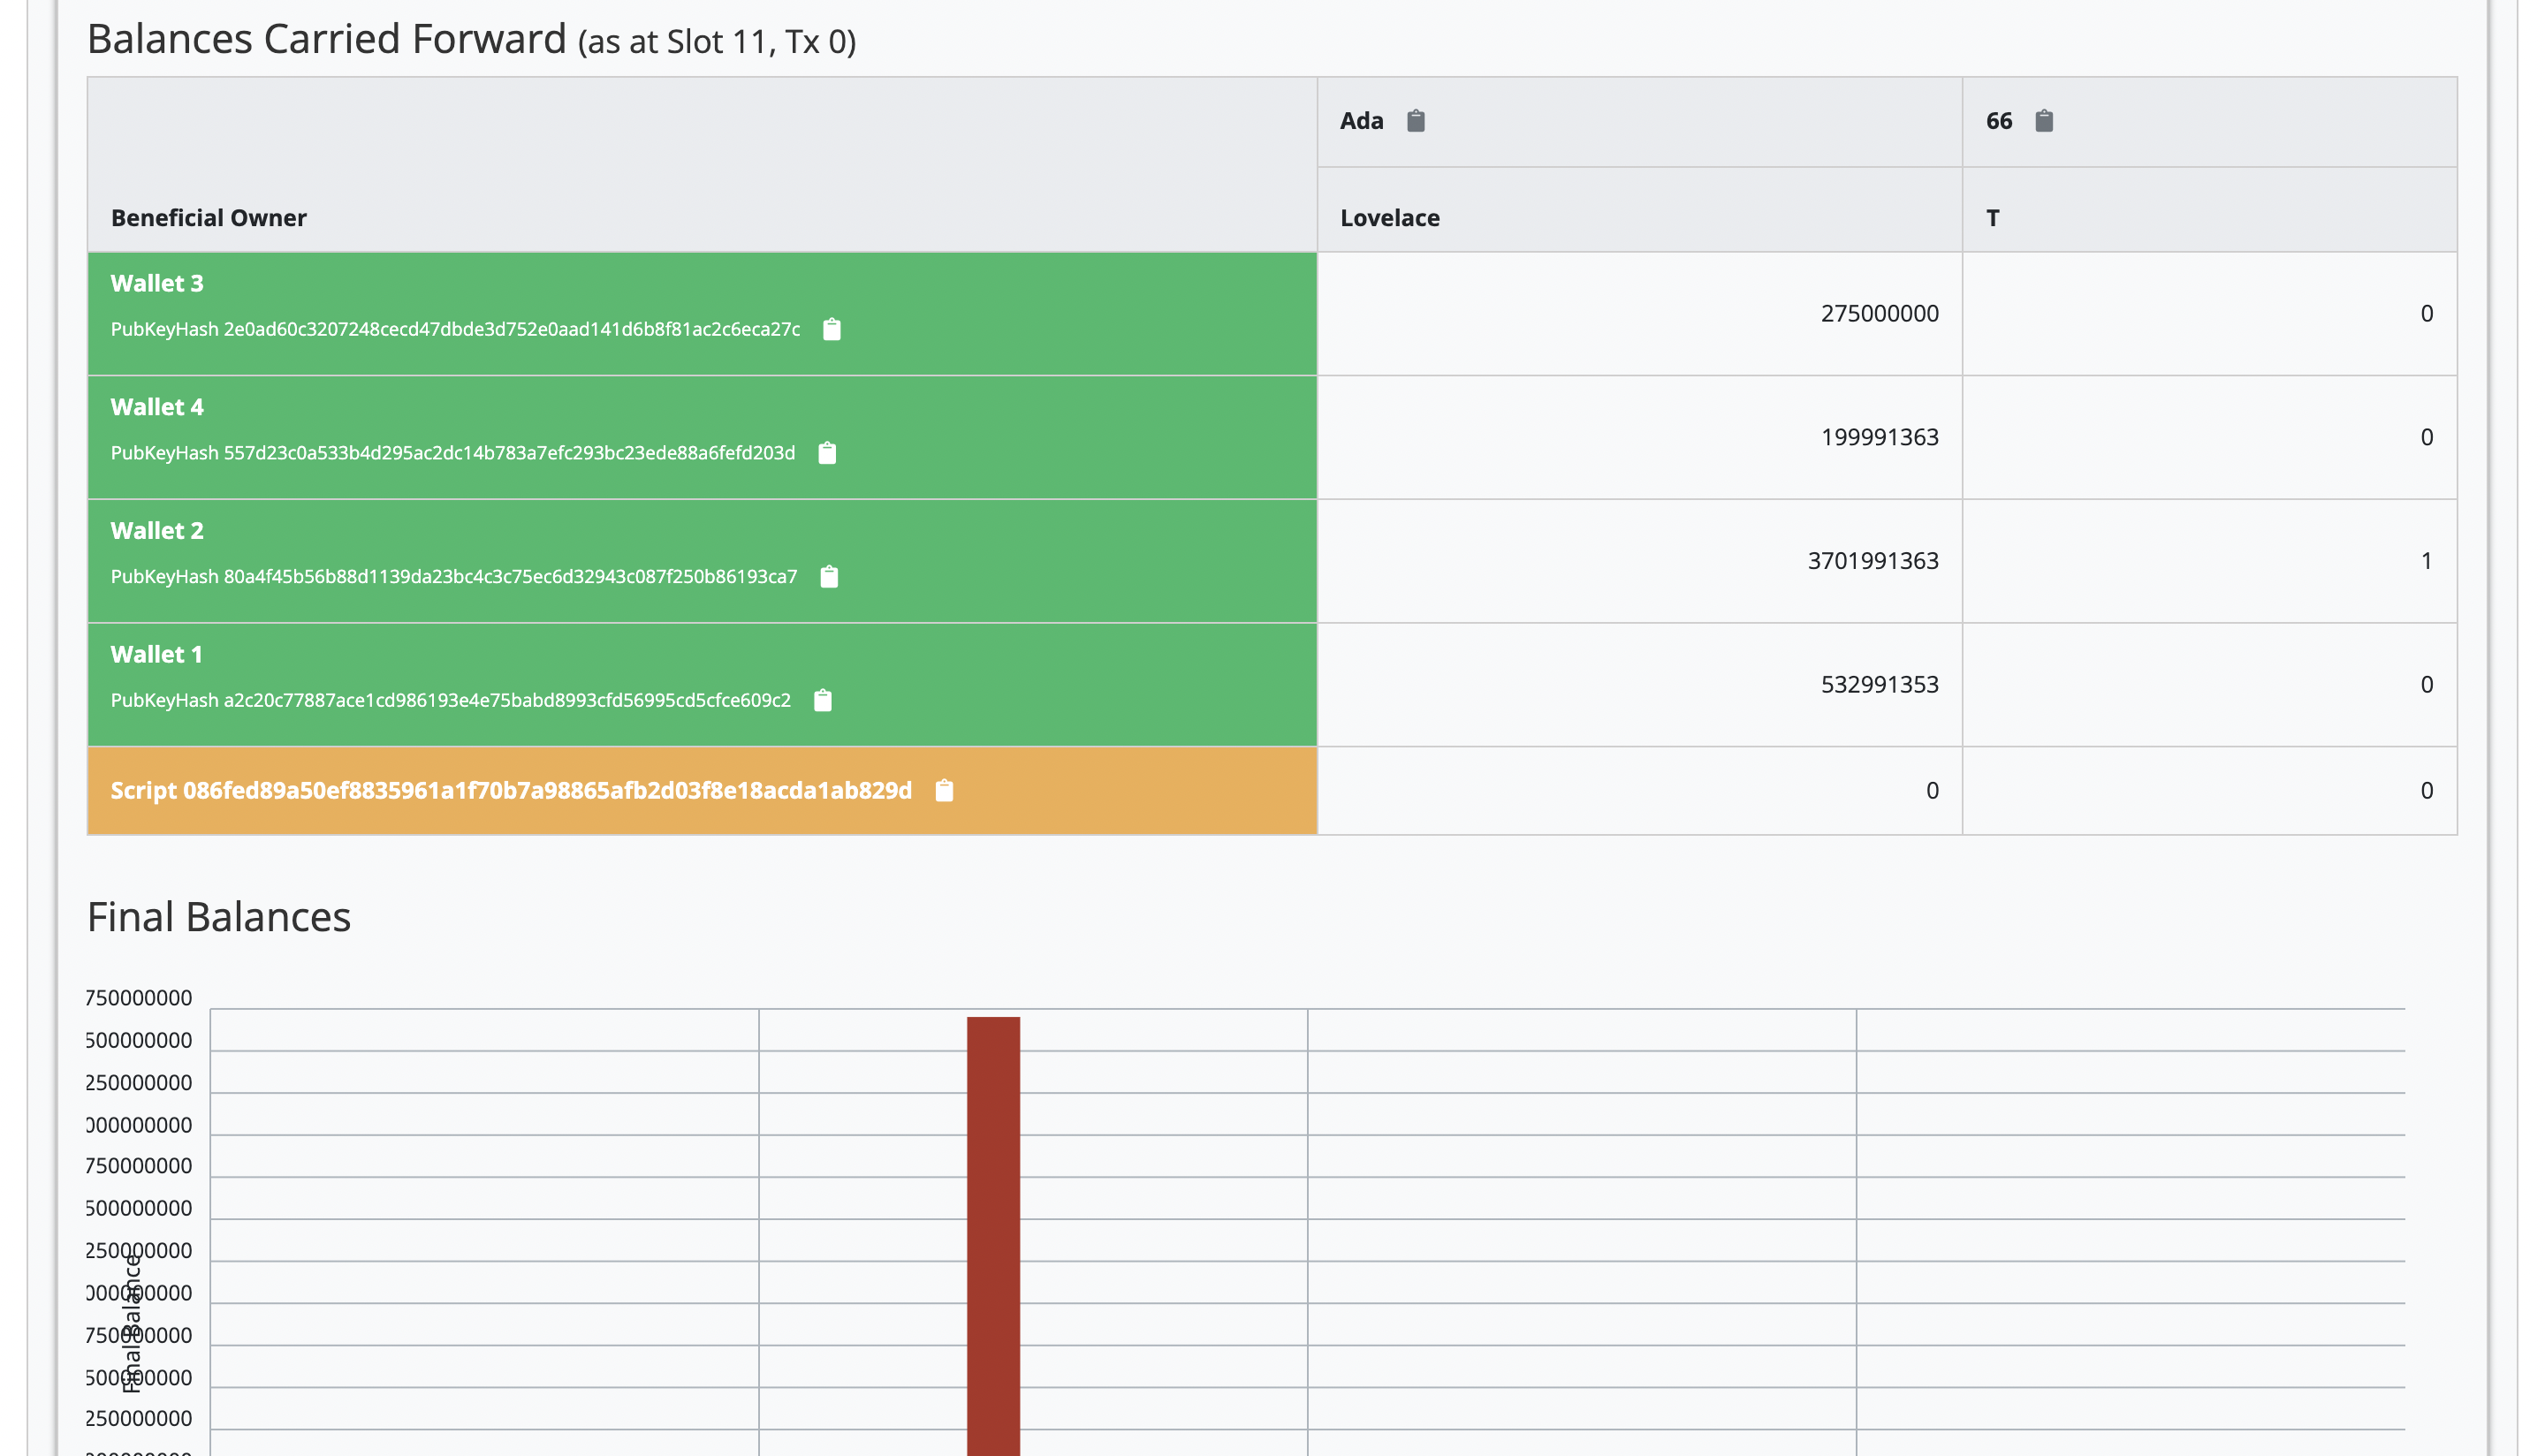 Balances Carried Forward (as at Slot 11, Tx 0)
Ada 66
Beneficial Owner Lovelace T
Wallet 3
PubKeyHash 2e0ad60c3207248cecd47dbde3d752e0aad141d6b8f81ac2c6eca27c 275000000 0
Wallet 4
PubKeyHash 557d23c0a533b4d295ac2dc14b783a7efc293bc23ede88a6fefd203d 199991363 0
Wallet 2
PubKeyHash 80a4f45b56b88d1139da23bc4c3c75ec6d32943c087f250b86193ca7 3701991363 1
Wallet 1
PubKeyHash a2c20c77887ace1cd986193e4e75babd8993cfd56995cd5cfce609c2 532991353 0
Script 086fed89a50ef8835961a1f70b7a98865afb2d03f8e18acda1ab829d 0 0
Final Balances
750000000
500000000
250000000
000000000
750000000
500000000
250000000
000000000
750000000
500000000
250000000
Final Balance